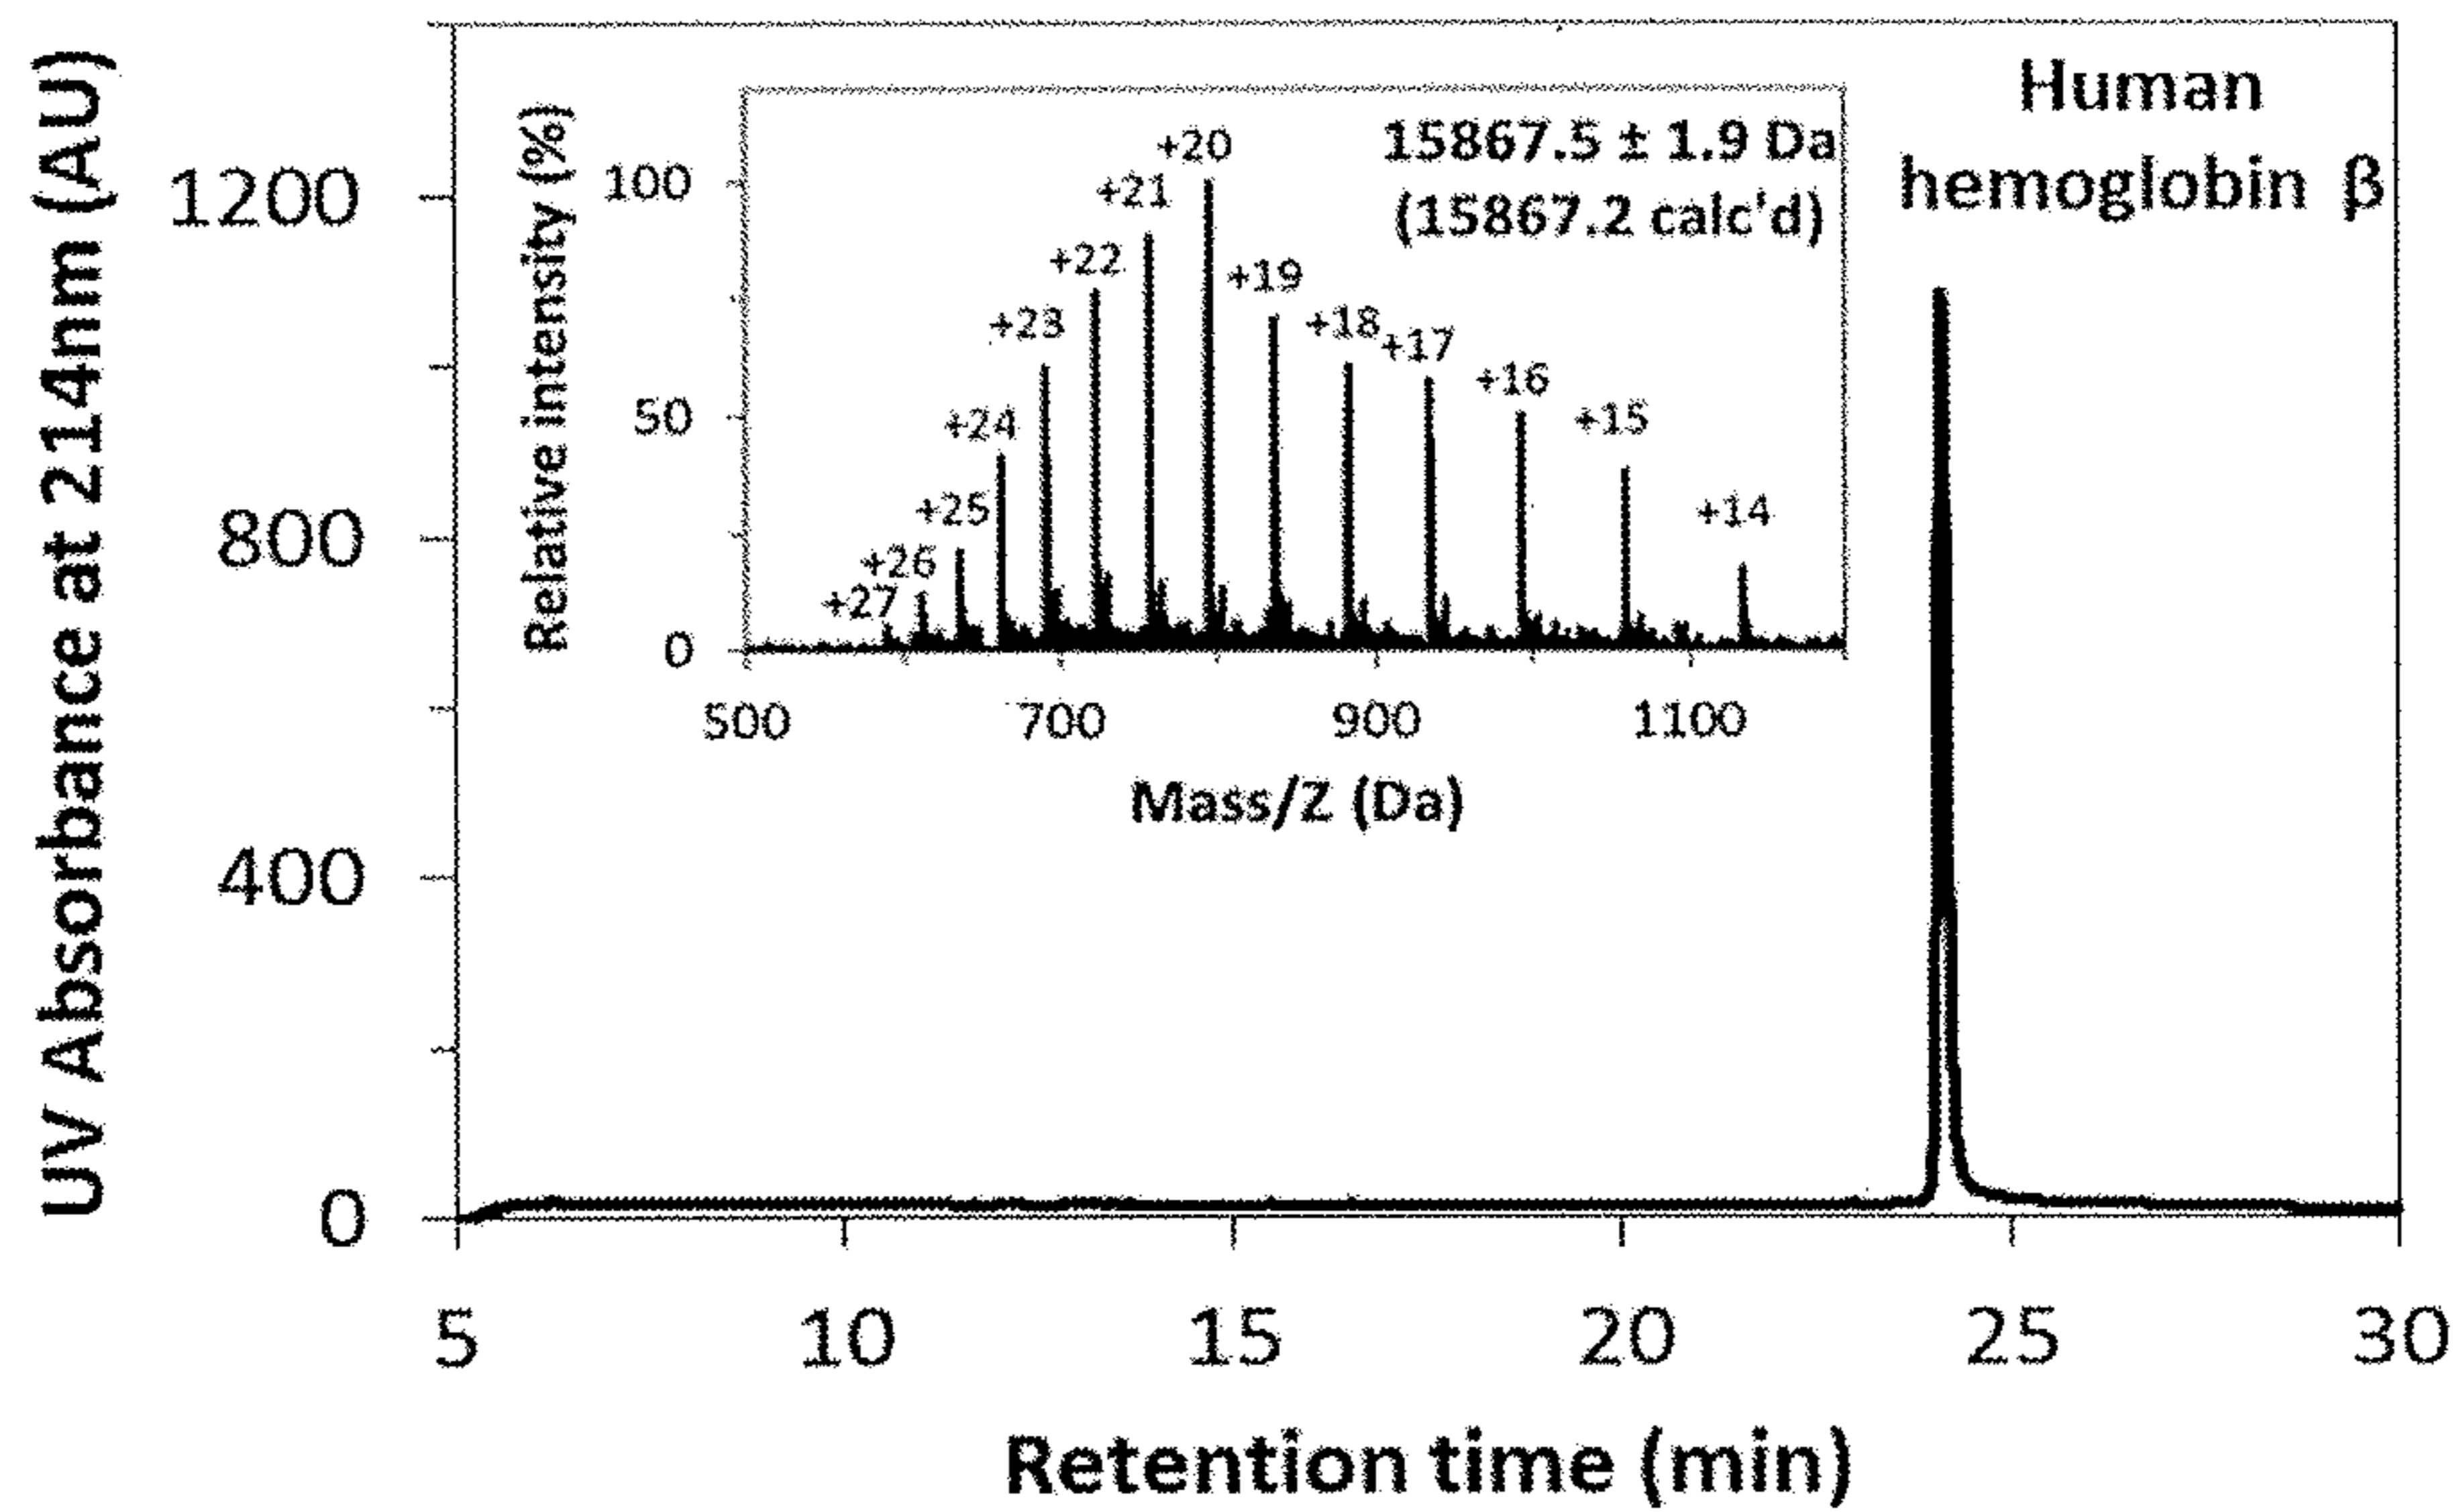 UV Absorbance at 214nm (AU)
1200
800
400
0
Human
hemoglobin β
Relative intensity (%)
100
50
0
15867.5 ± 1.9 Da
(15867.2 calc'd)
+27
+26
+25
+24
+23
+22
+21
+20
+19
+18
+17
+16
+15
+14
500 700 900 1100
Mass/Z (Da)
5 10 15 20 25 30
Retention time (min)